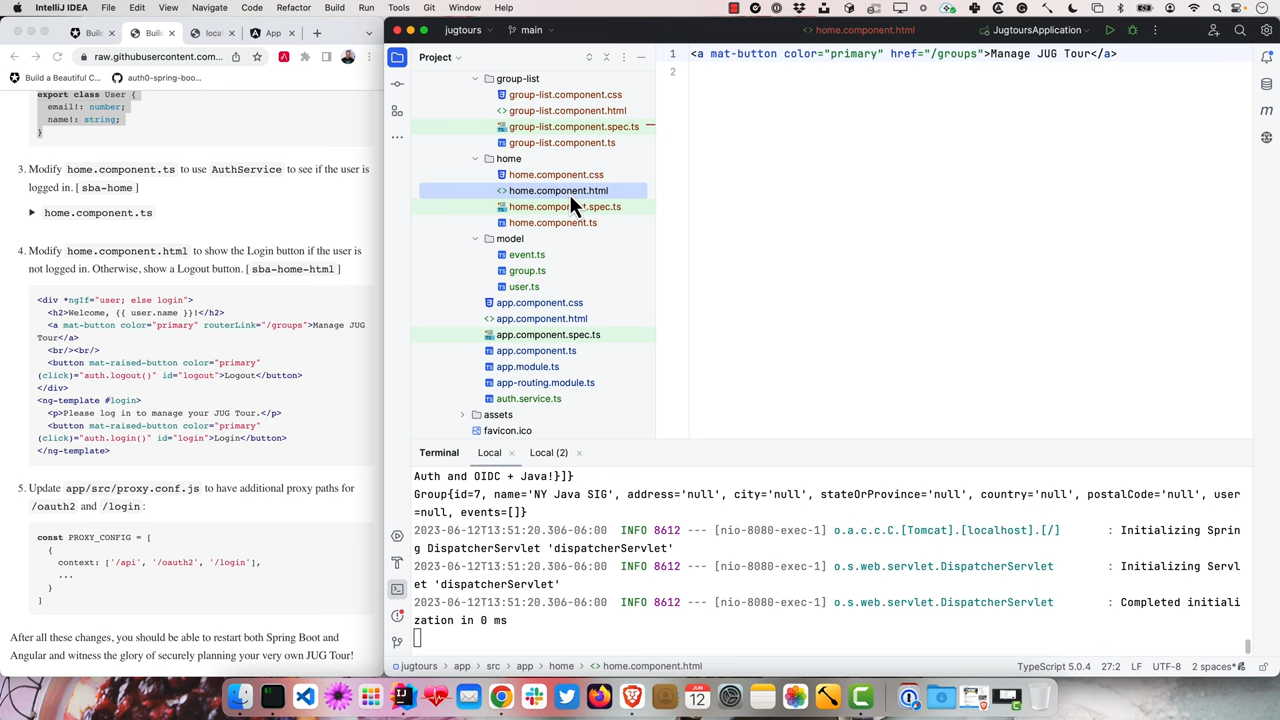 IntelliJ IDEA File Edit View Navigate Code Refactor Build Run Tools Git Window Help
Build
Build
local
App
raw.githubusercontent.com/...
Build a Beautiful C...
auth0-spring-boo...
export class User {
email!: number;
name!: string;
}
3. Modify home.component.ts to use AuthService to see if the user is
logged in. [ sba-home ]
home.component.ts
4. Modify home.component.html to show the Login button if the user is
not logged in. Otherwise, show a Logout button. [ sba-home-html ]
<div *ngIf="user; else login">
<h2>Welcome, {{ user.name }}!</h2>
<a mat-button color="primary" routerLink="/groups">Manage JUG
Tour</a>
<br/><br/>
<button mat-raised-button color="primary"
(click)="auth.logout()" id="logout">Logout</button>
</div>
<ng-template #login>
<p>Please log in to manage your JUG Tour.</p>
<button mat-raised-button color="primary"
(click)="auth.login()" id="login">Login</button>
</ng-template>
5. Update app/src/proxy.conf.js to have additional proxy paths for
/oauth2 and /login:
const PROXY_CONFIG = [
{
context: ['/api', '/oauth2', '/login'],
...
}
]
After all these changes, you should be able to restart both Spring Boot and
Angular and witness the glory of securely planning your very own JUG Tour!
jugtours main
home.component.html
JugtoursApplication
Project
group-list
group-list.component.css
group-list.component.html
group-list.component.spec.ts
group-list.component.ts
home
home.component.css
home.component.html
home.component.spec.ts
home.component.ts
model
event.ts
group.ts
user.ts
app.component.css
app.component.html
app.component.spec.ts
app.component.ts
app.module.ts
app-routing.module.ts
auth.service.ts
assets
favicon.ico
1 <a mat-button color="primary" href="/groups">Manage JUG Tour</a>
2
Terminal Local Local (2)
Auth and OIDC + Java!}]}
Group{id=7, name='NY Java SIG', address='null', city='null', stateOrProvince='null', country='null', postalCode='null', user
=null, events=[]}
2023-06-12T13:51:20.306-06:00 INFO 8612 --- [nio-8080-exec-1] o.a.c.c.C.[Tomcat].[localhost].[/] : Initializing Sprin
g DispatcherServlet 'dispatcherServlet'
2023-06-12T13:51:20.306-06:00 INFO 8612 --- [nio-8080-exec-1] o.s.web.servlet.DispatcherServlet : Initializing Servl
et 'dispatcherServlet'
2023-06-12T13:51:20.306-06:00 INFO 8612 --- [nio-8080-exec-1] o.s.web.servlet.DispatcherServlet : Completed initiali
zation in 0 ms
jugtours app src app home home.component.html
TypeScript 5.0.4 27:2 LF UTF-8 2 spaces*
JUN
12